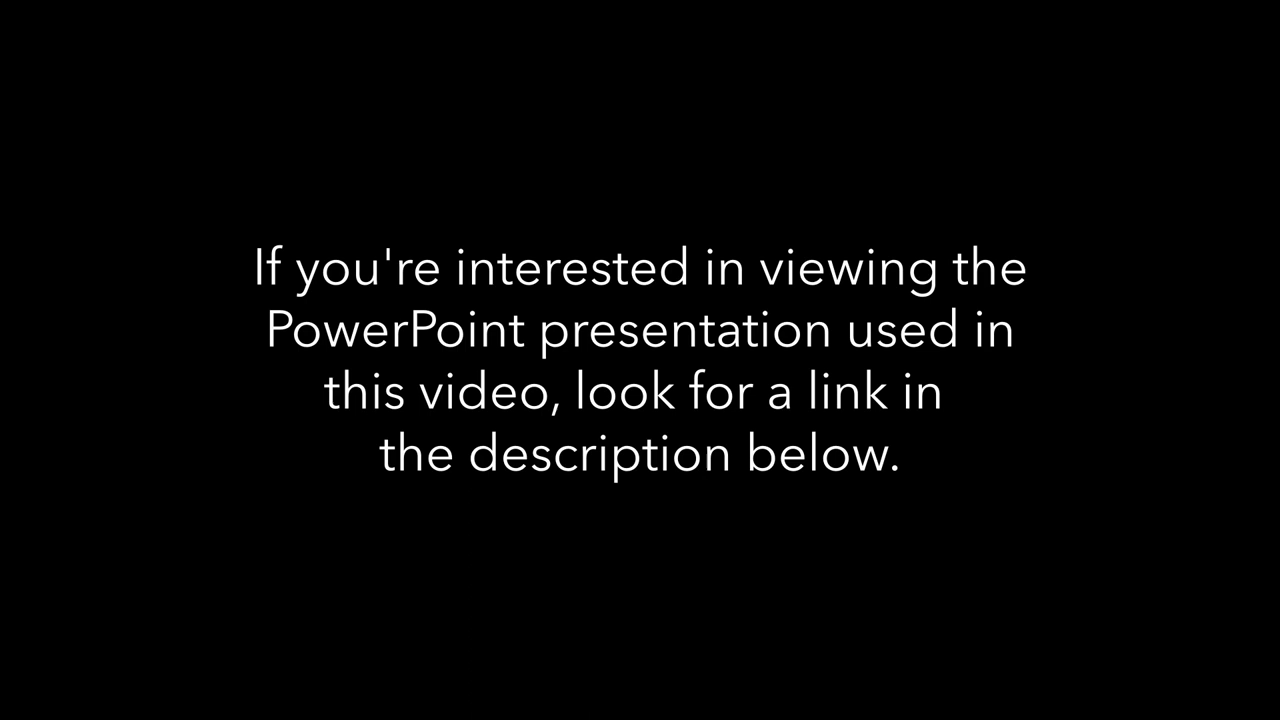 If you're interested in viewing the
PowerPoint presentation used in
this video, look for a link in
the description below.